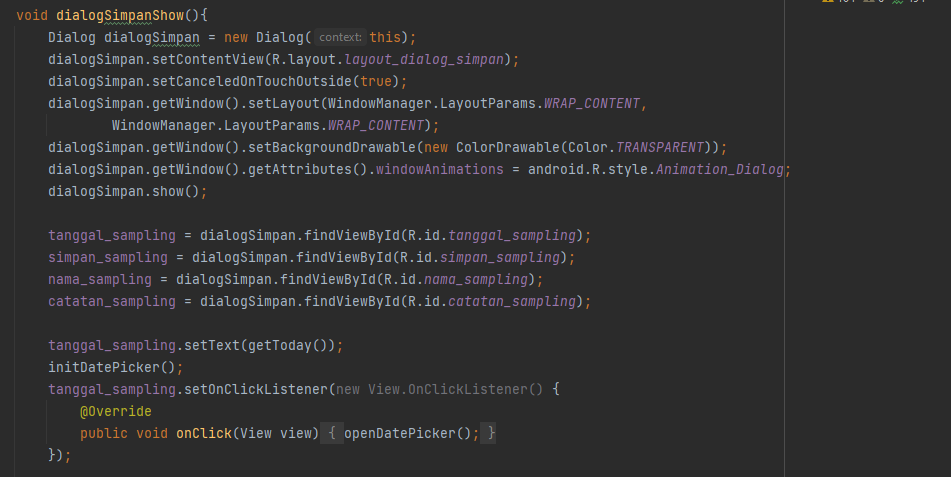 void dialogSimpanShow(){
Dialog dialogSimpan = new Dialog( context: this);
dialogSimpan.setContentView(R.layout.layout_dialog_simpan);
dialogSimpan.setCanceledOnTouchOutside(true);
dialogSimpan.getWindow().setLayout(WindowManager.LayoutParams.WRAP_CONTENT,
WindowManager.LayoutParams.WRAP_CONTENT);
dialogSimpan.getWindow().setBackgroundDrawable(new ColorDrawable(Color.TRANSPARENT));
dialogSimpan.getWindow().getAttributes().windowAnimations = android.R.style.Animation_Dialog;
dialogSimpan.show();
tanggal_sampling = dialogSimpan.findViewById(R.id.tanggal_sampling);
simpan_sampling = dialogSimpan.findViewById(R.id.simpan_sampling);
nama_sampling = dialogSimpan.findViewById(R.id.nama_sampling);
catatan_sampling = dialogSimpan.findViewById(R.id.catatan_sampling);
tanggal_sampling.setText(getToday());
initDatePicker();
tanggal_sampling.setOnClickListener(new View.OnClickListener() {
@Override
public void onClick(View view) { openDatePicker(); }
});